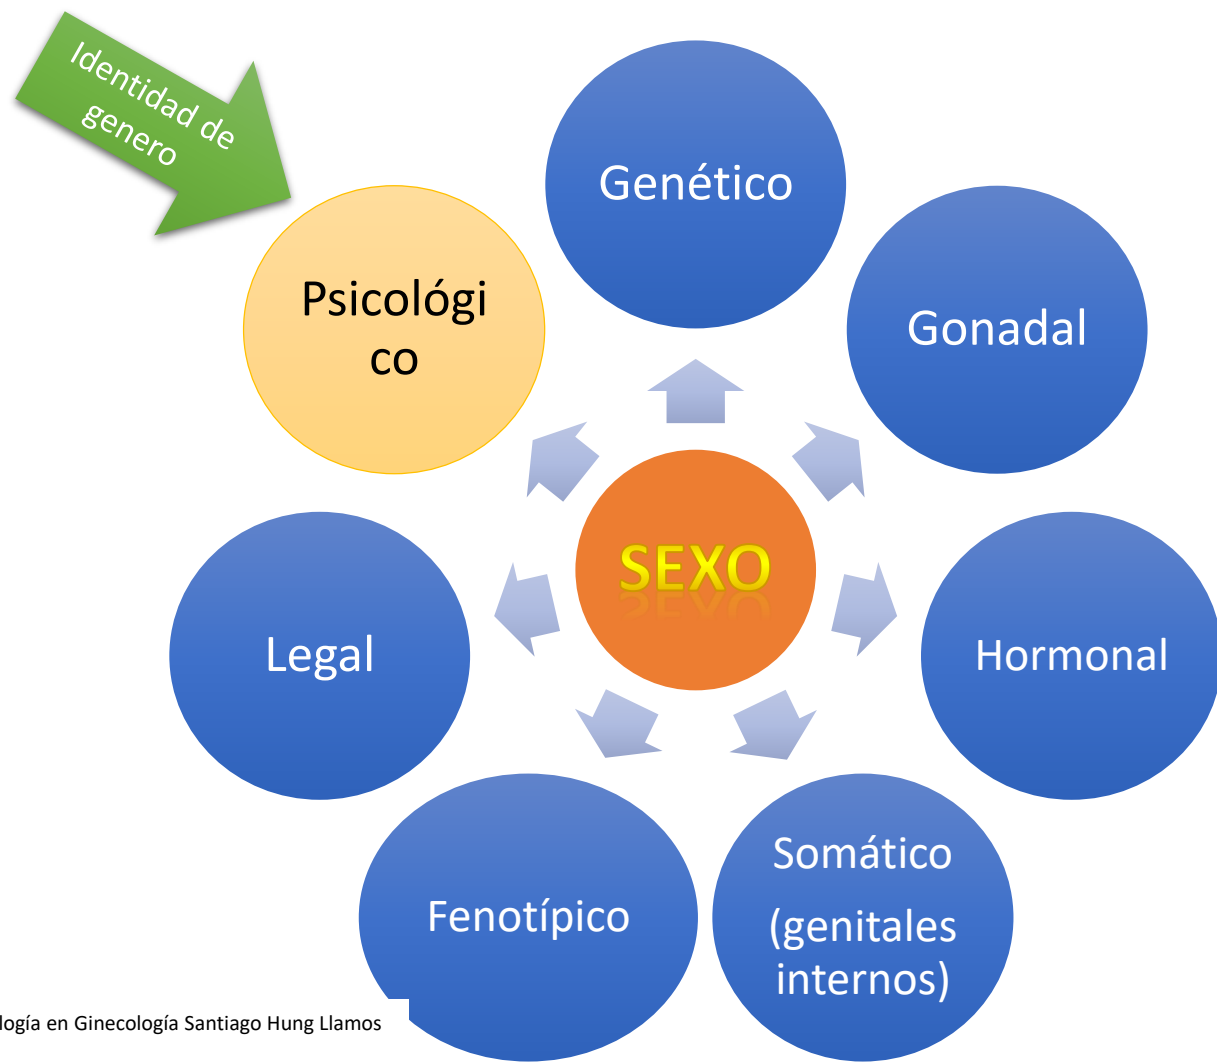 Identidad de
genero
Genético
Psicológi
co
Gonadal
SEXO
Legal
Hormonal
Fenotípico
Somático
(genitales
internos)
logía en Ginecología Santiago Hung Llamos